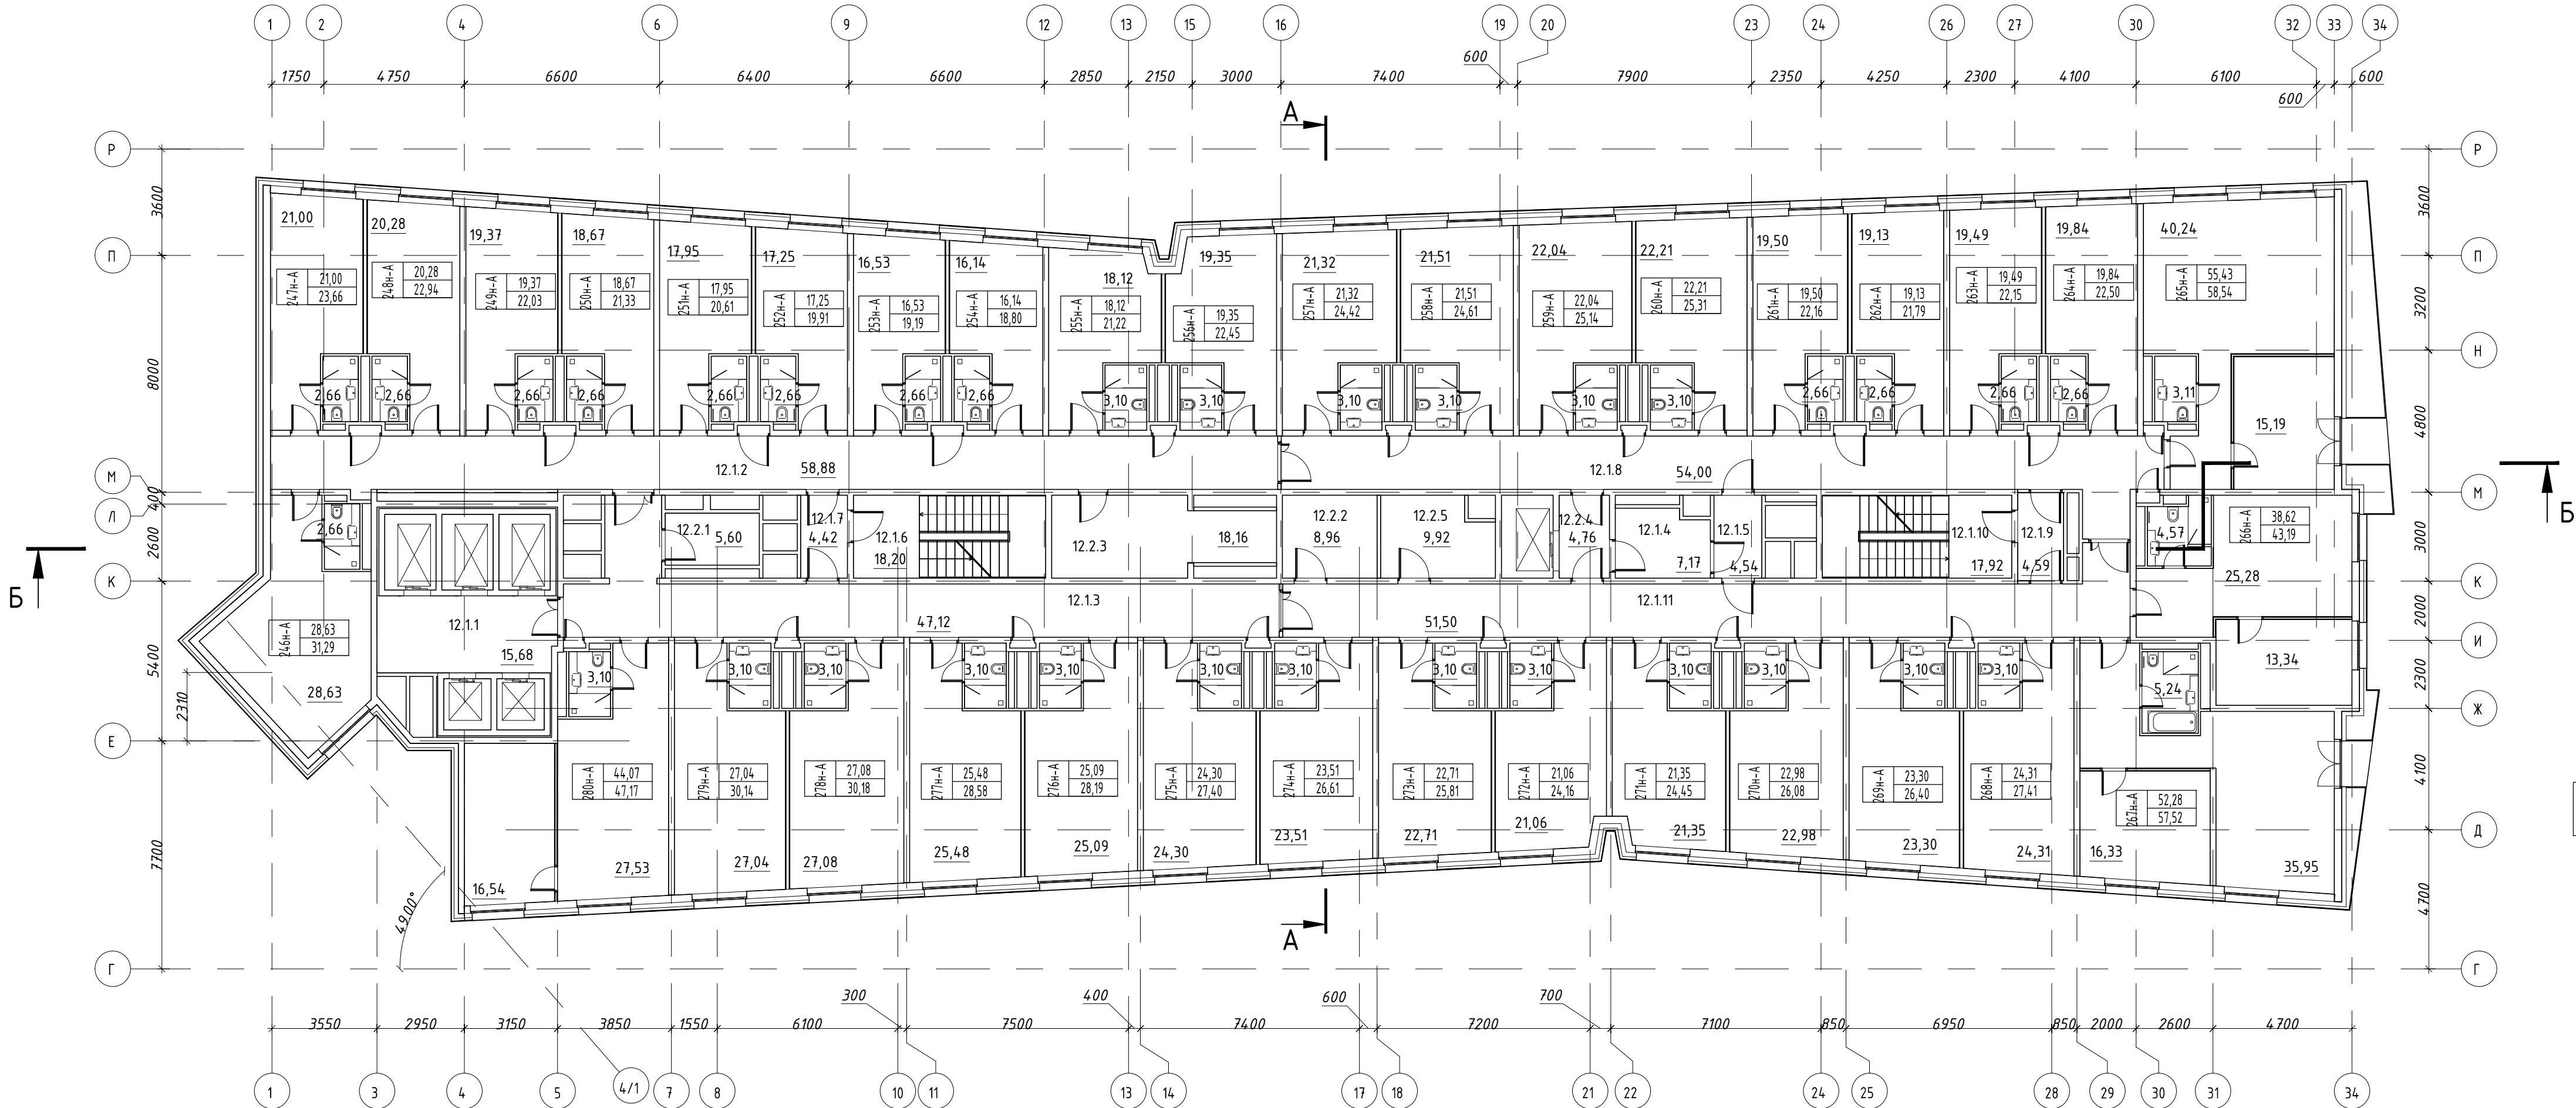 1 2 4 6 9 12 13 15 16 19 20 23 24 26 27 30 32 33 34
1750 4750 6600 6400 6600 2850 2150 3000 7400 600 7900 2350 4250 2300 4100 6100 600 600
А
Р Р
3600 3600
П П
21,00 20,28 19,37 18,67 17,95 17,25 16,53 16,14 18,12 19,35 21,32 21,51 22,04 22,21 19,50 19,13 19,49 19,84 40,24
247н-А 21,00 23,66
248н-А 20,28 22,94
249н-А 19,37 22,03
250н-А 18,67 21,33
251н-А 17,95 20,61
252н-А 17,25 19,91
253н-А 16,53 19,19
254н-А 16,14 18,80
255н-А 18,12 21,22
256н-А 19,35 22,45
257н-А 21,32 24,42
258н-А 21,51 24,61
259н-А 22,04 25,14
260н-А 22,21 25,31
261н-А 19,50 22,16
262н-А 19,13 21,79
263н-А 19,49 22,15
264н-А 19,84 22,50
265н-А 55,43 58,54
3200
Н
8000 4800
2,66 2,66 2,66 2,66 2,66 2,66 2,66 2,66 3,10 3,10 3,10 3,10 3,10 3,10 2,66 2,66 2,66 2,66 3,11
15,19
12.1.2 58,88 12.1.8 54,00
М М
400
Л
Б Б
2600 3000
2,66
12.2.1 5,60
12.1.7 4,42
12.1.6 18,20
12.2.3 18,16
12.2.2 8,96
12.2.5 9,92
12.2.4 4,76
12.1.4 7,17
12.1.5 4,54
12.1.10 17,92
12.1.9 4,59
4,57
266н-А 38,62 43,19
25,28
К К
2000
12.1.3 47,12
12.1.11 51,50
246н-А 28,63 31,29
12.1.1 15,68
И
5400 2300
2310
28,63
13,34
3,10 3,10 3,10 3,10 3,10 3,10 3,10 3,10 3,10 3,10 3,10 3,10 3,10 5,24
Ж
Е
4100
280н-А 44,07 47,17
279н-А 27,04 30,14
278н-А 27,08 30,18
277н-А 25,48 28,58
276н-А 25,09 28,19
275н-А 24,30 27,40
274н-А 23,51 26,61
273н-А 22,71 25,81
272н-А 21,06 24,16
271н-А 21,35 24,45
270н-А 22,98 26,08
269н-А 23,30 26,40
268н-А 24,31 27,41
267н-А 52,28 57,52
Д
7700 4700
16,54 27,53 27,04 27,08 25,48 25,09 24,30 23,51 22,71 21,06 21,35 22,98 23,30 24,31 16,33 35,95
49.00°
А
Г Г
3550 2950 3150 3850 1550 6100 300 7500 400 7400 600 7200 700 7100 850 6950 850 2000 2600 4700
1 3 4 5 4/1 7 8 10 11 13 14 17 18 21 22 24 25 28 29 30 31 34